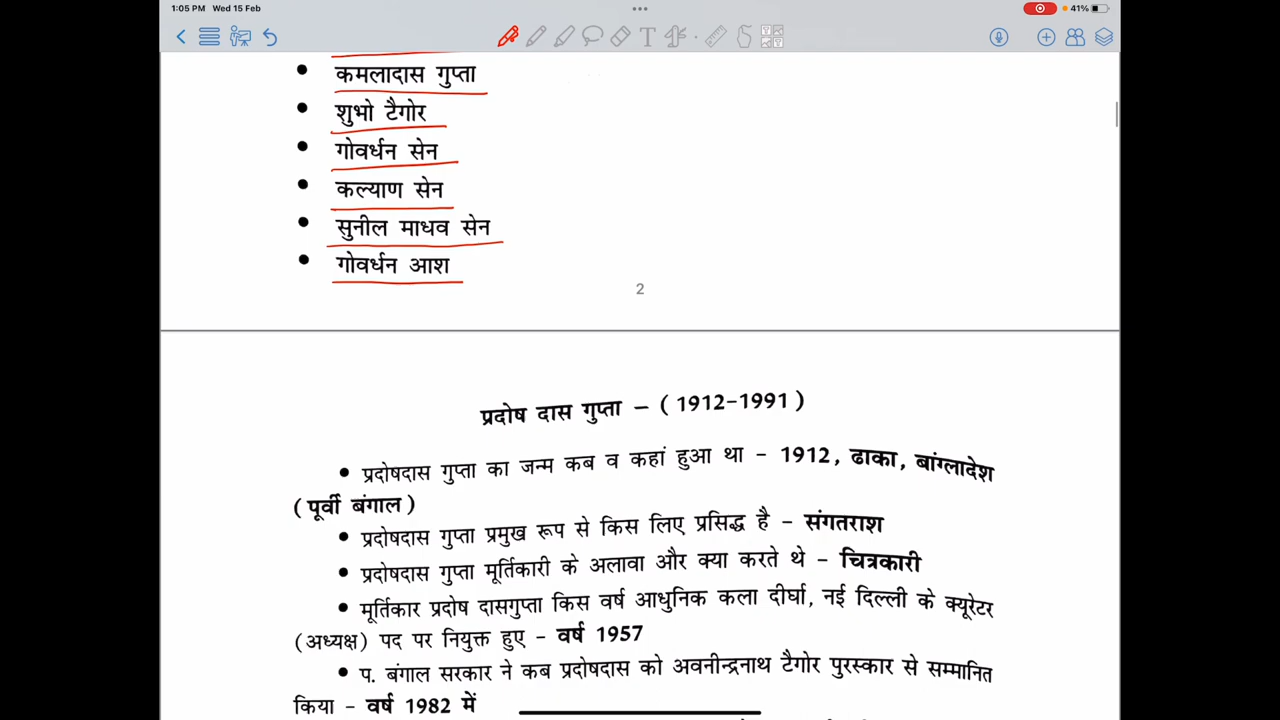 1:05 PM Wed 15 Feb
41%
कमलादास गुप्ता
शुभो टैगोर
गोवर्धन सेन
कल्याण सेन
सुनील माधव सेन
गोवर्धन आश
2
प्रदोष दास गुप्ता – ( 1912-1991 )
प्रदोषदास गुप्ता का जन्म कब व कहां हुआ था – 1912, ढाका, बांग्लादेश
(पूर्वी बंगाल)
प्रदोषदास गुप्ता प्रमुख रूप से किस लिए प्रसिद्ध है – संगतराश
प्रदोषदास गुप्ता मूर्तिकारी के अलावा और क्या करते थे – चित्रकारी
मूर्तिकार प्रदोष दासगुप्ता किस वर्ष आधुनिक कला दीर्घा, नई दिल्ली के क्यूरेटर
(अध्यक्ष) पद पर नियुक्त हुए – वर्ष 1957
प. बंगाल सरकार ने कब प्रदोषदास को अवनीन्द्रनाथ टैगोर पुरस्कार से सम्मानित
किया – वर्ष 1982 में